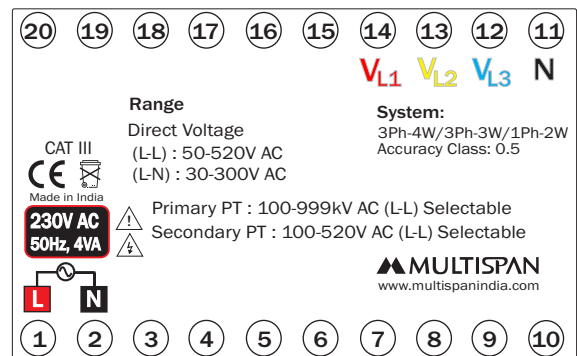 20 19 18 17 16 15 14 13 12 11
VL1 VL2 VL3 N
Range
Direct Voltage
(L-L) : 50-520V AC
(L-N) : 30-300V AC
System:
3Ph-4W/3Ph-3W/1Ph-2W
Accuracy Class: 0.5
CAT III
CE
Made in India
230V AC
50Hz, 4VA
Primary PT : 100-999kV AC (L-L) Selectable
Secondary PT : 100-520V AC (L-L) Selectable
MULTISPAN
www.multispanindia.com
L N
1 2 3 4 5 6 7 8 9 10